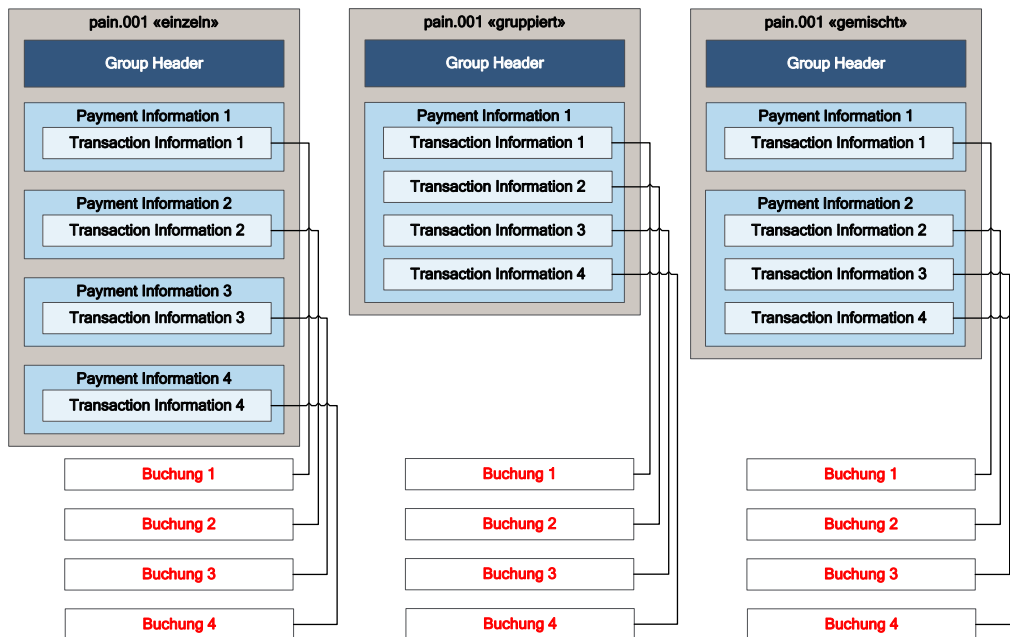 pain.001 «einzeln»
Group Header
Payment Information 1
Transaction Information 1
Payment Information 2
Transaction Information 2
Payment Information 3
Transaction Information 3
Payment Information 4
Transaction Information 4
Buchung 1
Buchung 2
Buchung 3
Buchung 4
pain.001 «gruppiert»
Group Header
Payment Information 1
Transaction Information 1
Transaction Information 2
Transaction Information 3
Transaction Information 4
Buchung 1
Buchung 2
Buchung 3
Buchung 4
pain.001 «gemischt»
Group Header
Payment Information 1
Transaction Information 1
Payment Information 2
Transaction Information 2
Transaction Information 3
Transaction Information 4
Buchung 1
Buchung 2
Buchung 3
Buchung 4